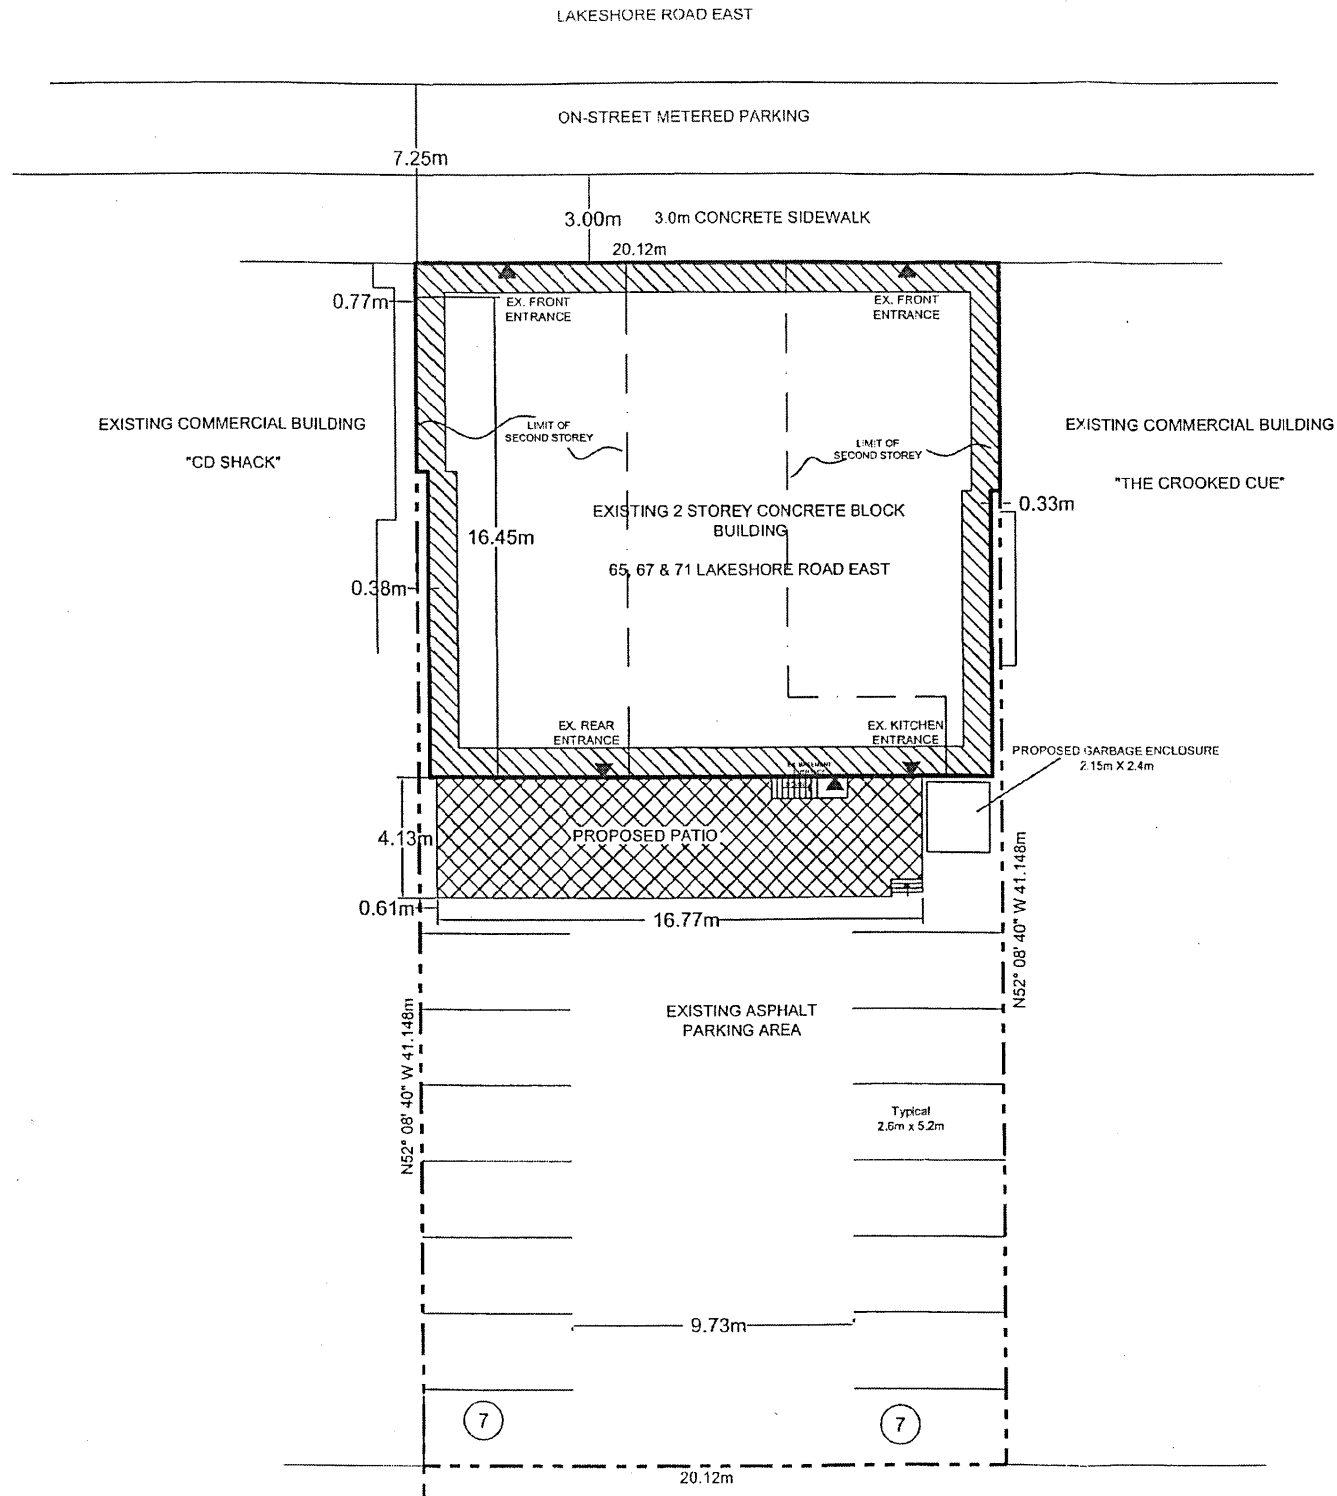 LAKESHORE ROAD EAST
ON-STREET METERED PARKING
7.25m
3.00m
3.0m CONCRETE SIDEWALK
20.12m
0.77m
EX. FRONT
ENTRANCE
EX. FRONT
ENTRANCE
EXISTING COMMERCIAL BUILDING
"CD SHACK"
LIMIT OF
SECOND STOREY
LIMIT OF
SECOND STOREY
EXISTING COMMERCIAL BUILDING
"THE CROOKED CUE"
0.33m
EXISTING 2 STOREY CONCRETE BLOCK
BUILDING
16.45m
65, 67 & 71 LAKESHORE ROAD EAST
0.38m
EX. REAR
ENTRANCE
EX. KITCHEN
ENTRANCE
PROPOSED GARBAGE ENCLOSURE
2.15m X 2.4m
EX. BASEMENT
4.13m
PROPOSED PATIO
0.61m
16.77m
N52° 08' 40" W 41.148m
EXISTING ASPHALT
PARKING AREA
N52° 08' 40" W 41.148m
Typical
2.6m x 5.2m
9.73m
7
7
20.12m